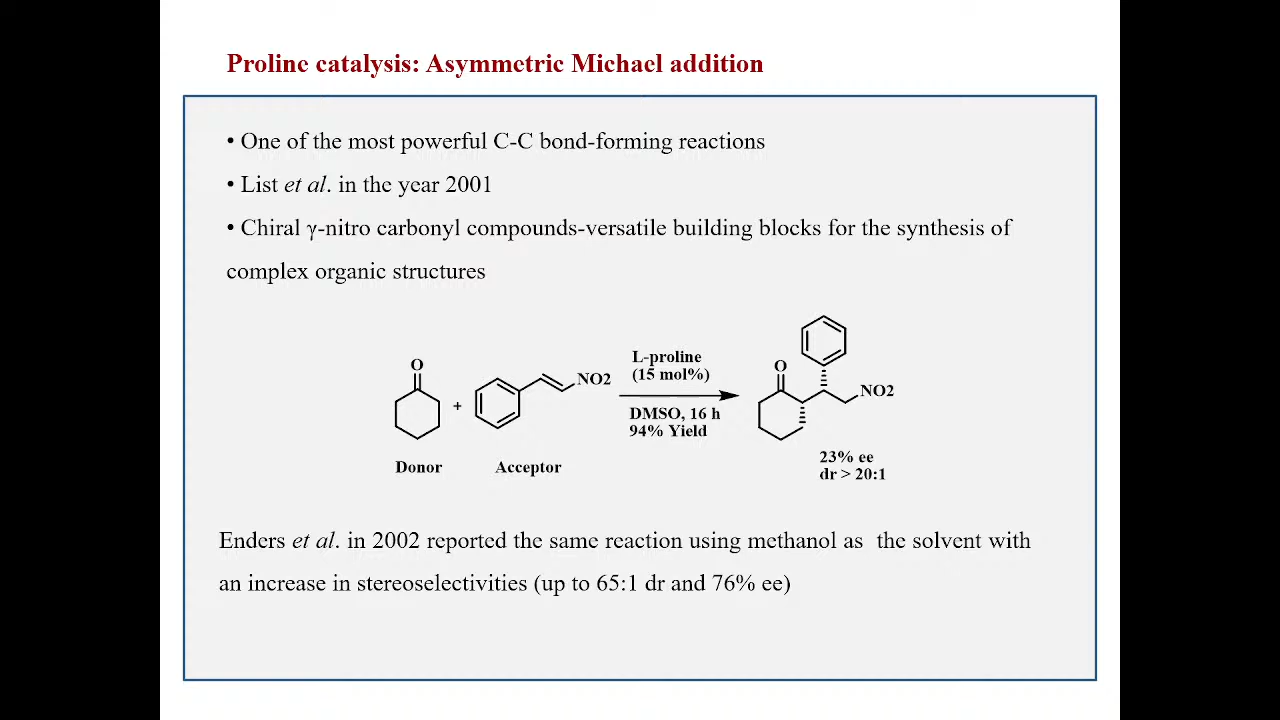 Proline catalysis: Asymmetric Michael addition
• One of the most powerful C-C bond-forming reactions
• List et al. in the year 2001
• Chiral γ-nitro carbonyl compounds-versatile building blocks for the synthesis of
complex organic structures
O
+
NO2
L-proline
(15 mol%)
DMSO, 16 h
94% Yield
O
NO2
Donor
Acceptor
23% ee
dr > 20:1
Enders et al. in 2002 reported the same reaction using methanol as  the solvent with
an increase in stereoselectivities (up to 65:1 dr and 76% ee)